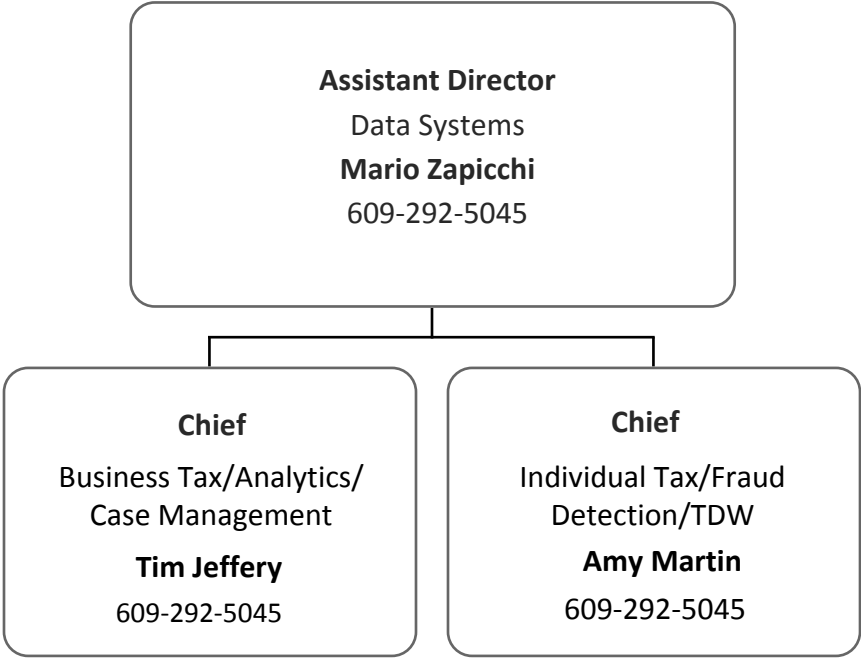 Assistant Director
Data Systems
Mario Zapicchi
609-292-5045
Chief
Business Tax/Analytics/
Case Management
Tim Jeffery
609-292-5045
Chief
Individual Tax/Fraud
Detection/TDW
Amy Martin
609-292-5045